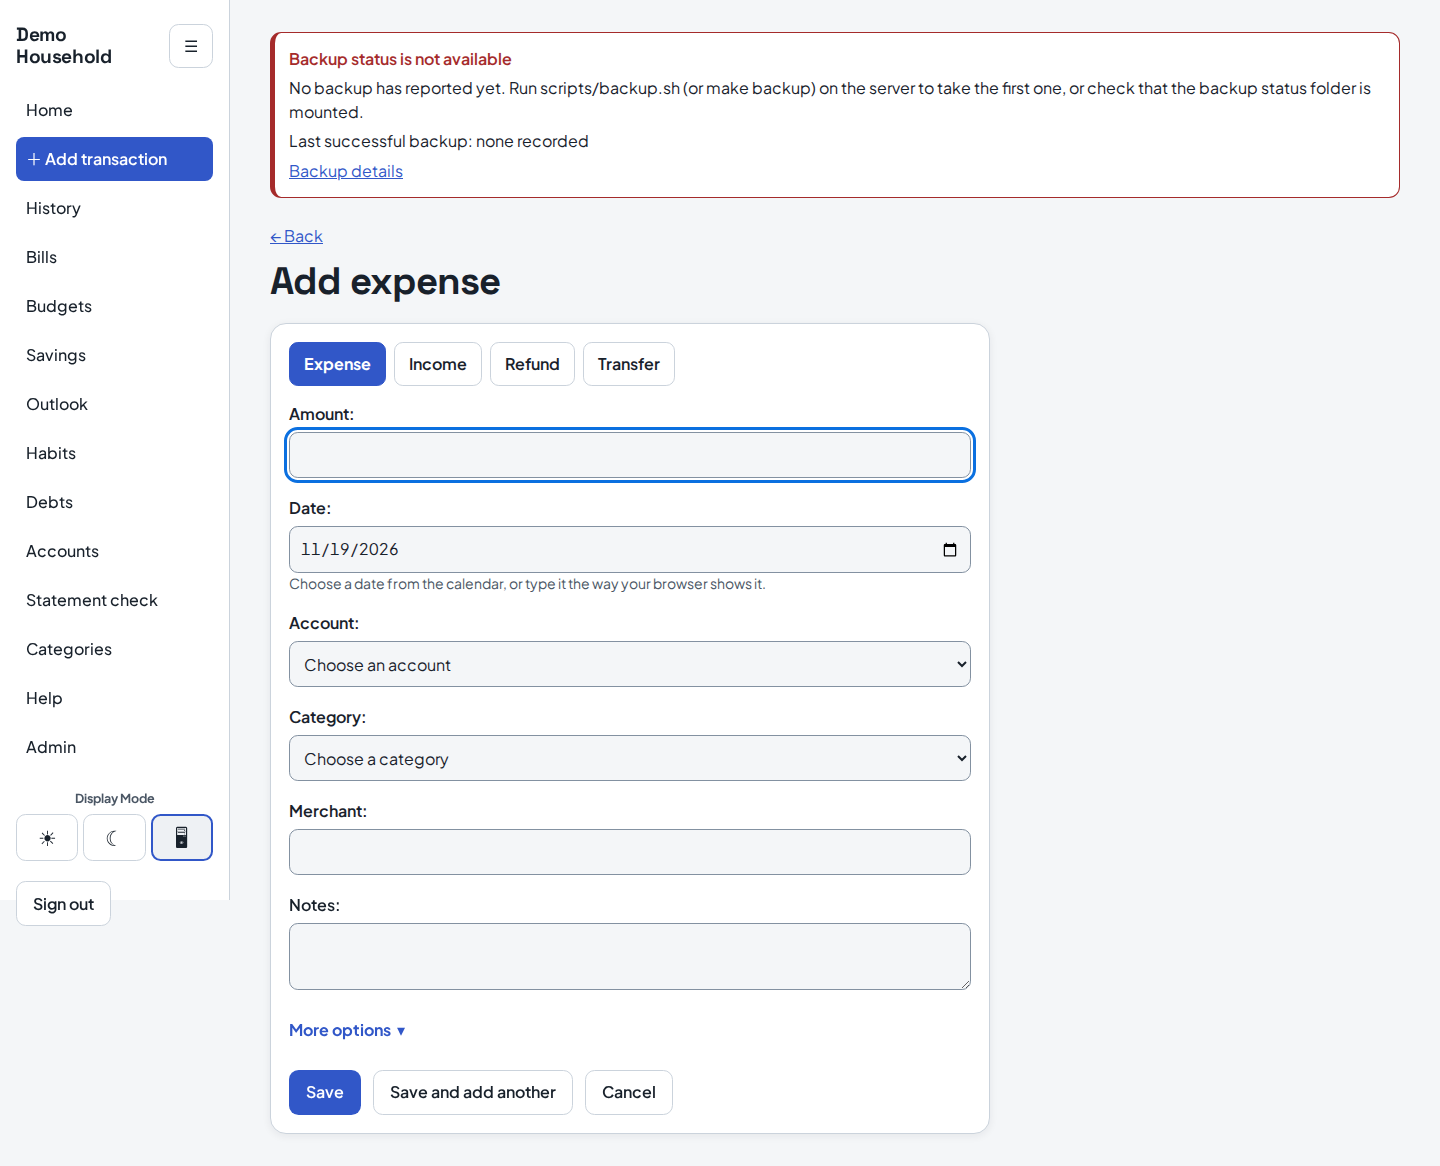 Demo
Household
☰
Home
+ Add transaction
History
Bills
Budgets
Savings
Outlook
Habits
Debts
Accounts
Statement check
Categories
Help
Admin
Display Mode
Sign out
Backup status is not available
No backup has reported yet. Run scripts/backup.sh (or make backup) on the server to take the first one, or check that the backup status folder is
mounted.
Last successful backup: none recorded
Backup details
← Back
Add expense
Expense Income Refund Transfer
Amount:
Date:
11/19/2026
Choose a date from the calendar, or type it the way your browser shows it.
Account:
Choose an account
Category:
Choose a category
Merchant:
Notes:
More options ▾
Save Save and add another Cancel